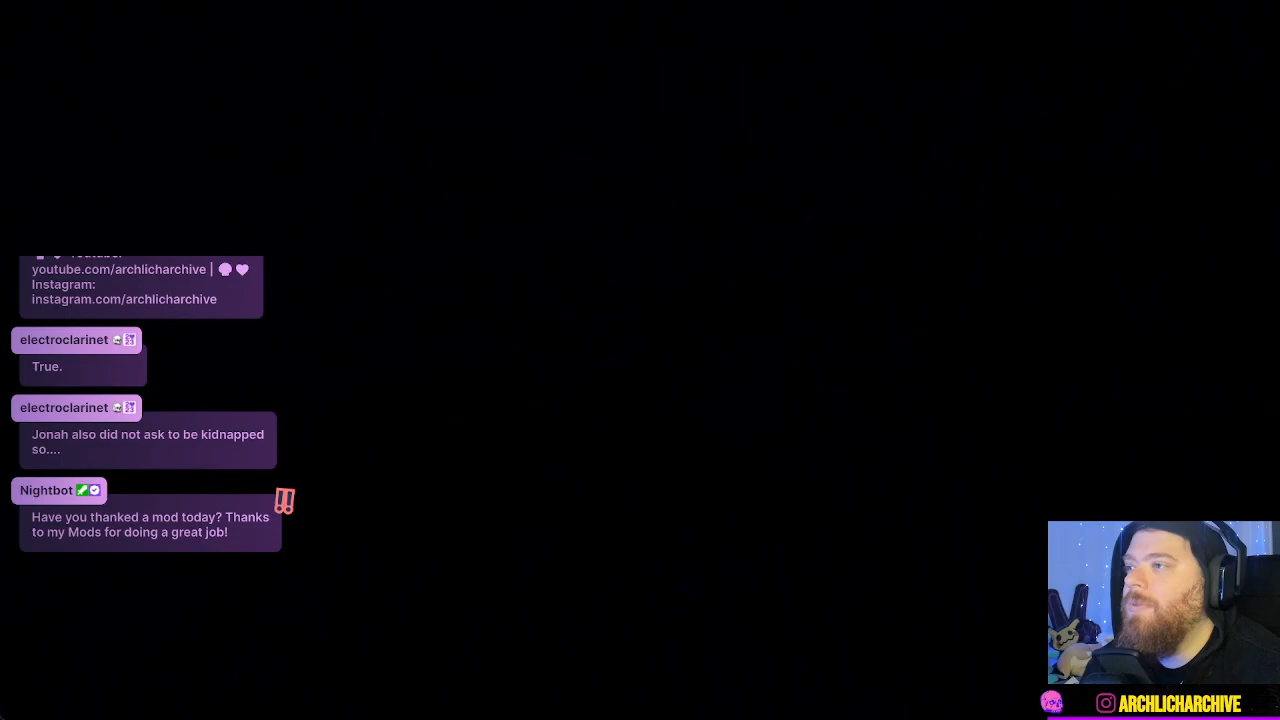 youtube.com/archlicharchive |
Instagram:
instagram.com/archlicharchive
electroclarinet
True.
electroclarinet
Jonah also did not ask to be kidnapped
so....
Nightbot
Have you thanked a mod today? Thanks
to my Mods for doing a great job!
ARCHLICHARCHIVE